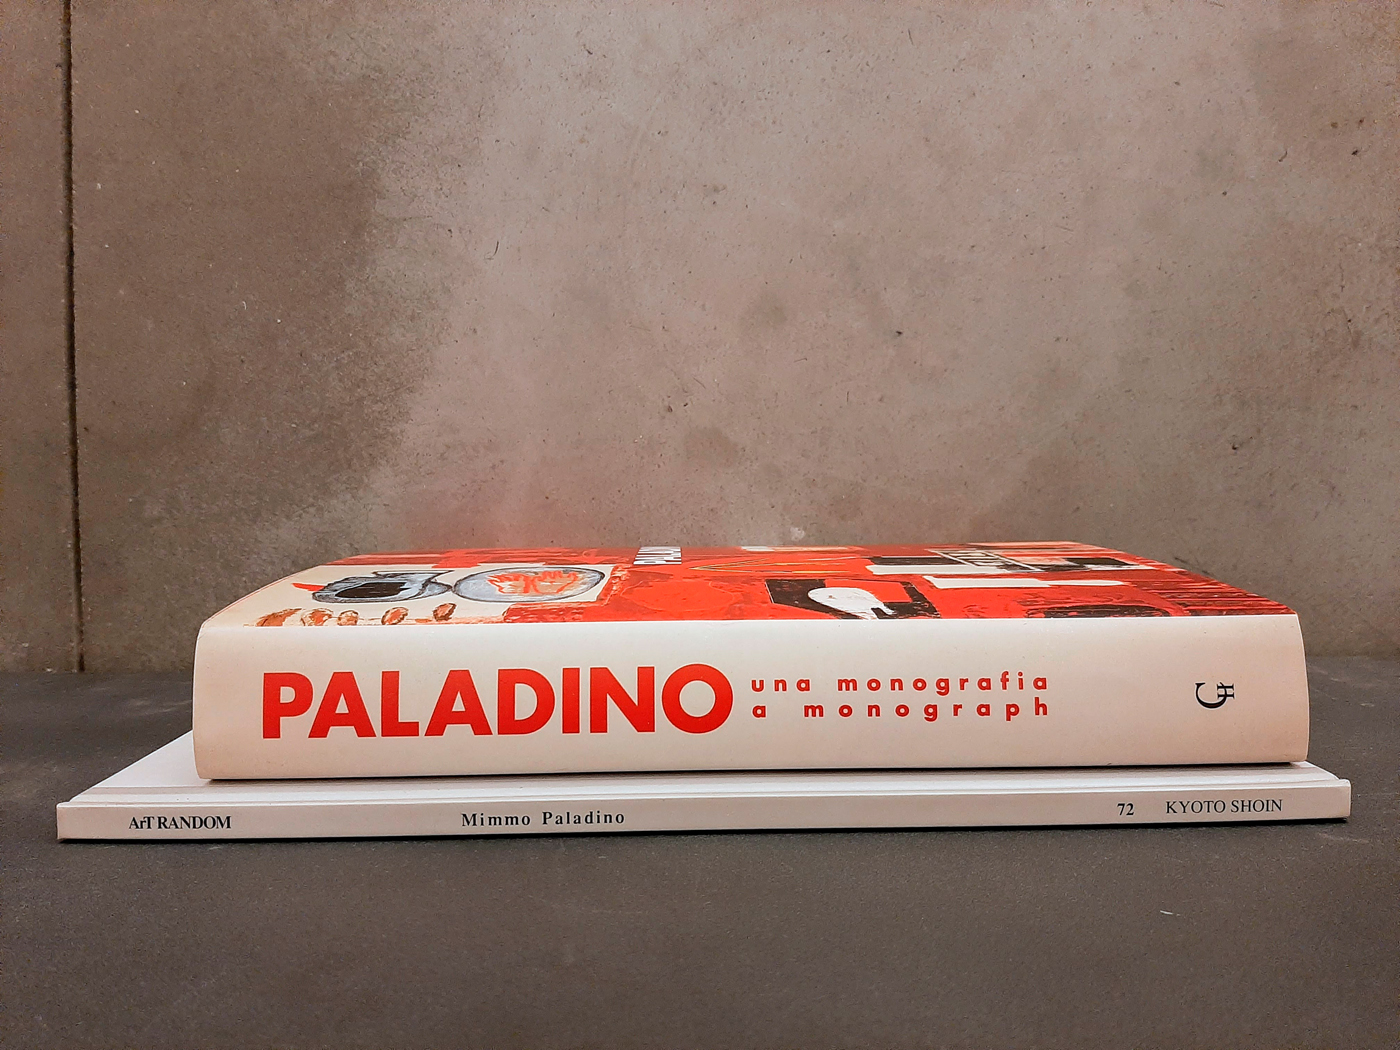 PALADINO
una monografia
a monograph
ArT RANDOM
Mimmo Paladino
72
KYOTO SHOIN